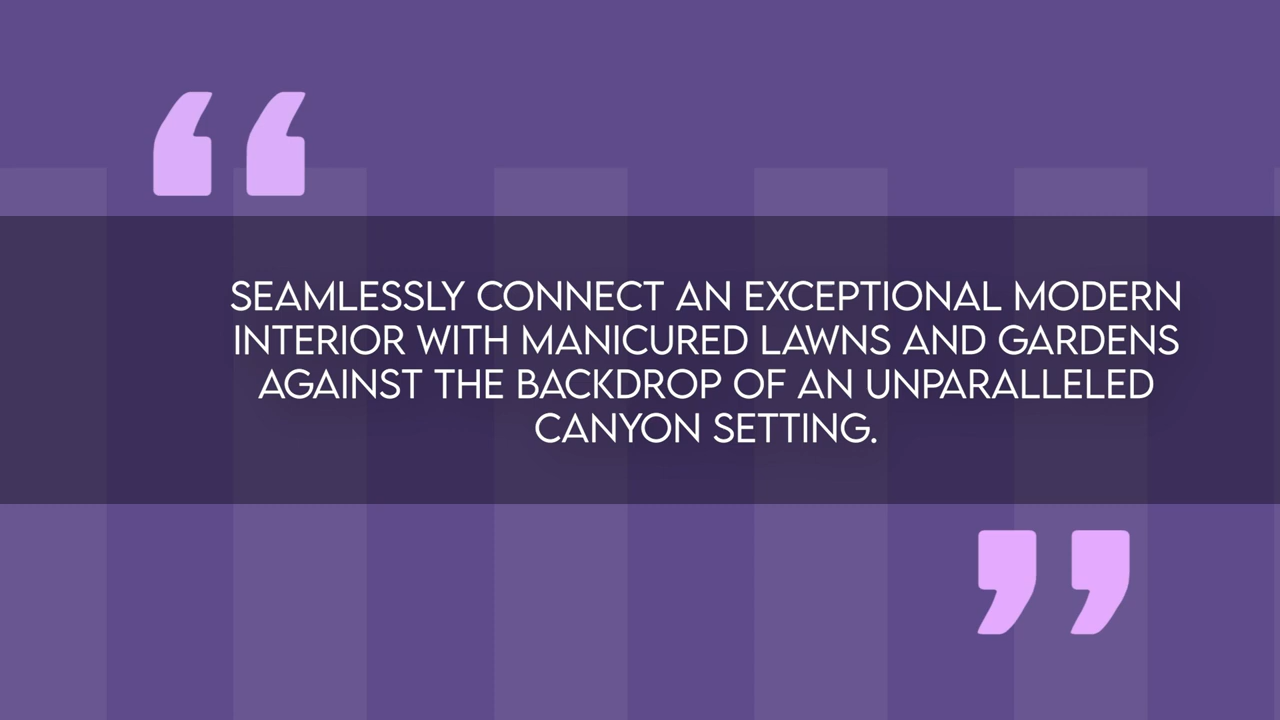 “
SEAMLESSLY CONNECT AN EXCEPTIONAL MODERN
INTERIOR WITH MANICURED LAWNS AND GARDENS
AGAINST THE BACKDROP OF AN UNPARALLELED
CANYON SETTING.
”